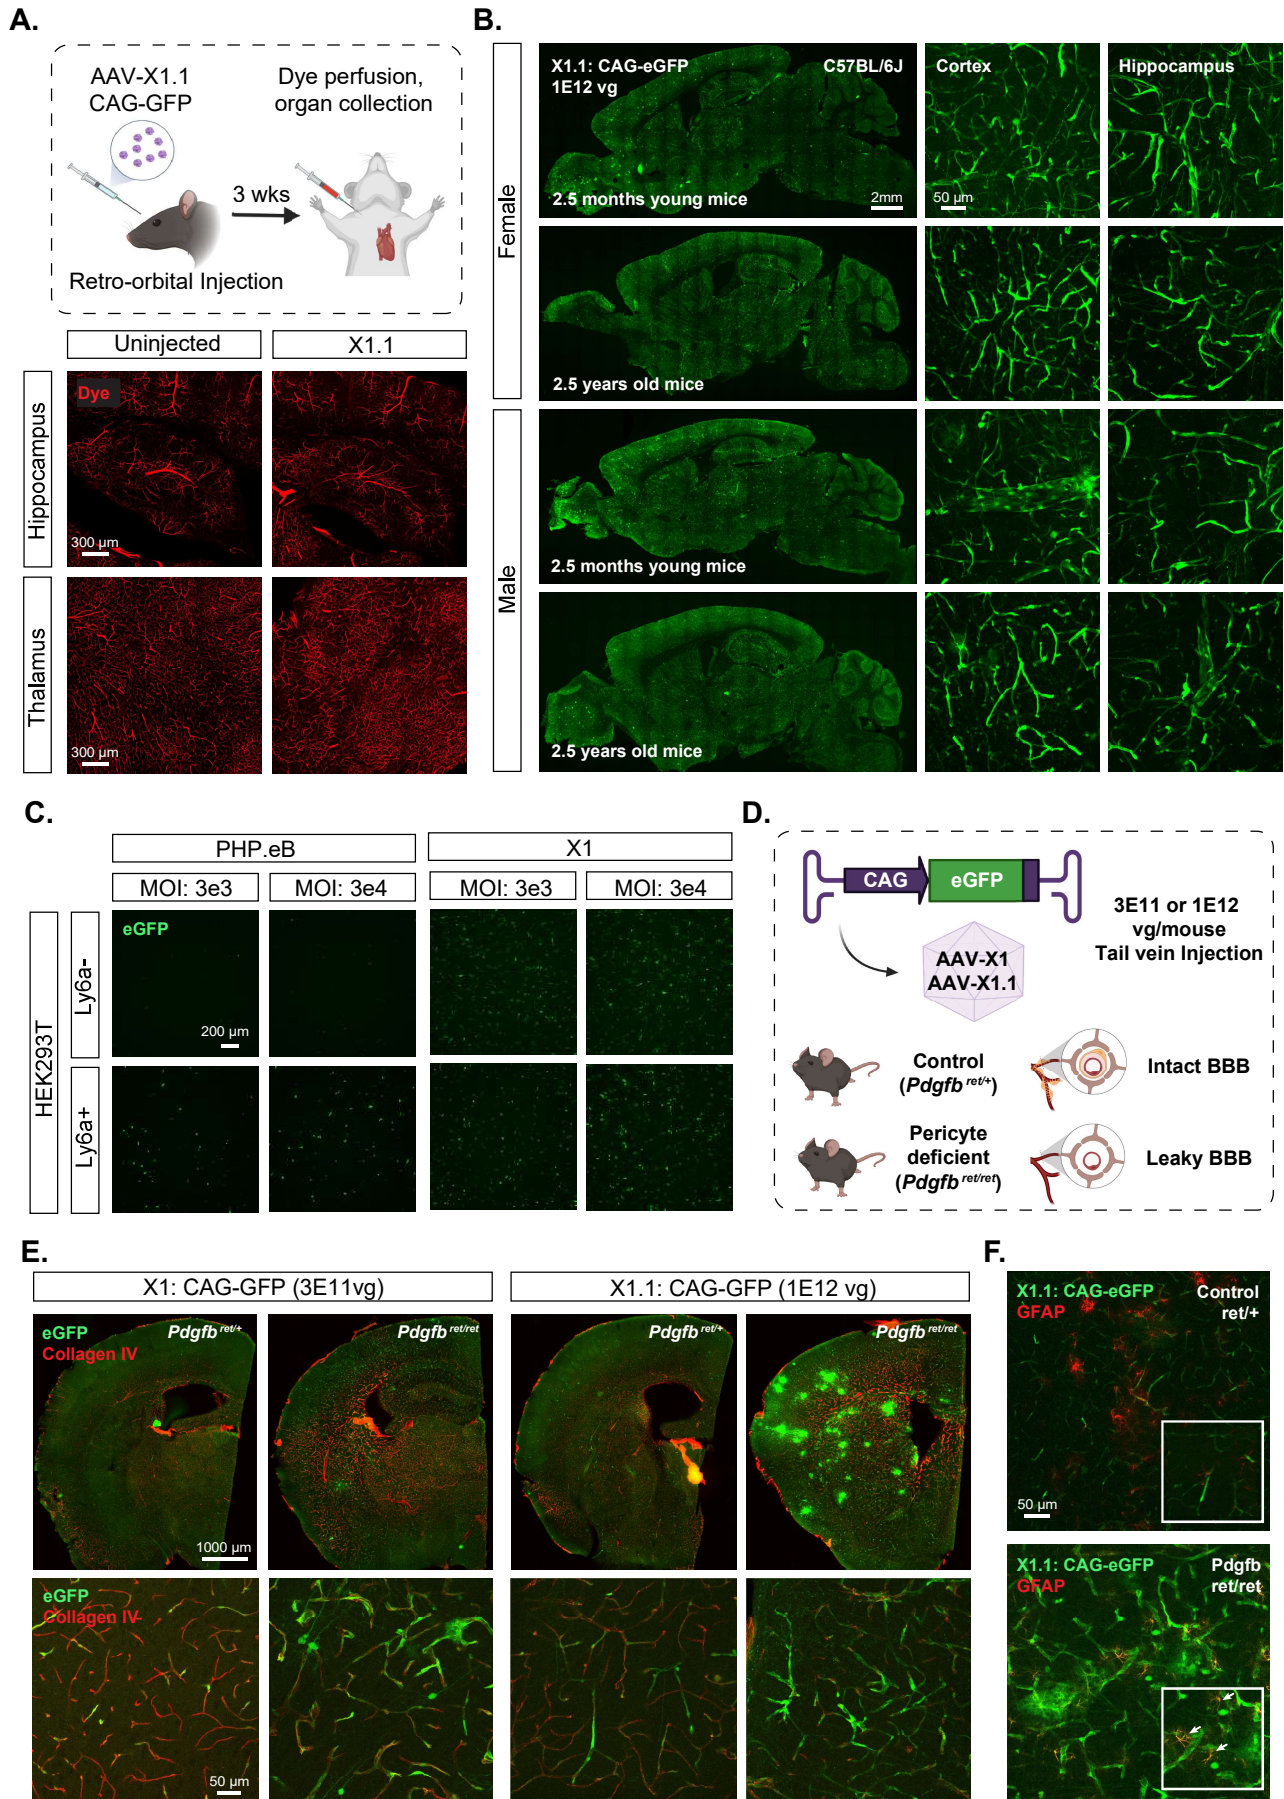 A.
AAV-X1.1
CAG-GFP
Dye perfusion,
organ collection
3 wks
Retro-orbital Injection
Uninjected
X1.1
Hippocampus
Dye
300 µm
Thalamus
300 µm
B.
Female
X1.1: CAG-eGFP
1E12 vg
C57BL/6J
2.5 months young mice
2mm
Cortex
50 µm
Hippocampus
2.5 years old mice
Male
2.5 months young mice
2.5 years old mice
C.
PHP.eB
X1
MOI: 3e3
MOI: 3e4
MOI: 3e3
MOI: 3e4
HEK293T
Ly6a-
eGFP
200 µm
Ly6a+
D.
CAG
eGFP
3E11 or 1E12
vg/mouse
Tail vein Injection
AAV-X1
AAV-X1.1
Control
(Pdgfb ret/+)
Intact BBB
Pericyte
deficient
(Pdgfb ret/ret)
Leaky BBB
E.
X1: CAG-GFP (3E11vg)
X1.1: CAG-GFP (1E12 vg)
eGFP
Collagen IV
Pdgfb ret/+
1000 µm
Pdgfb ret/ret
Pdgfb ret/+
Pdgfb ret/ret
eGFP
Collagen IV
50 µm
F.
X1.1: CAG-eGFP
GFAP
Control
ret/+
50 µm
X1.1: CAG-eGFP
GFAP
Pdgfb
ret/ret